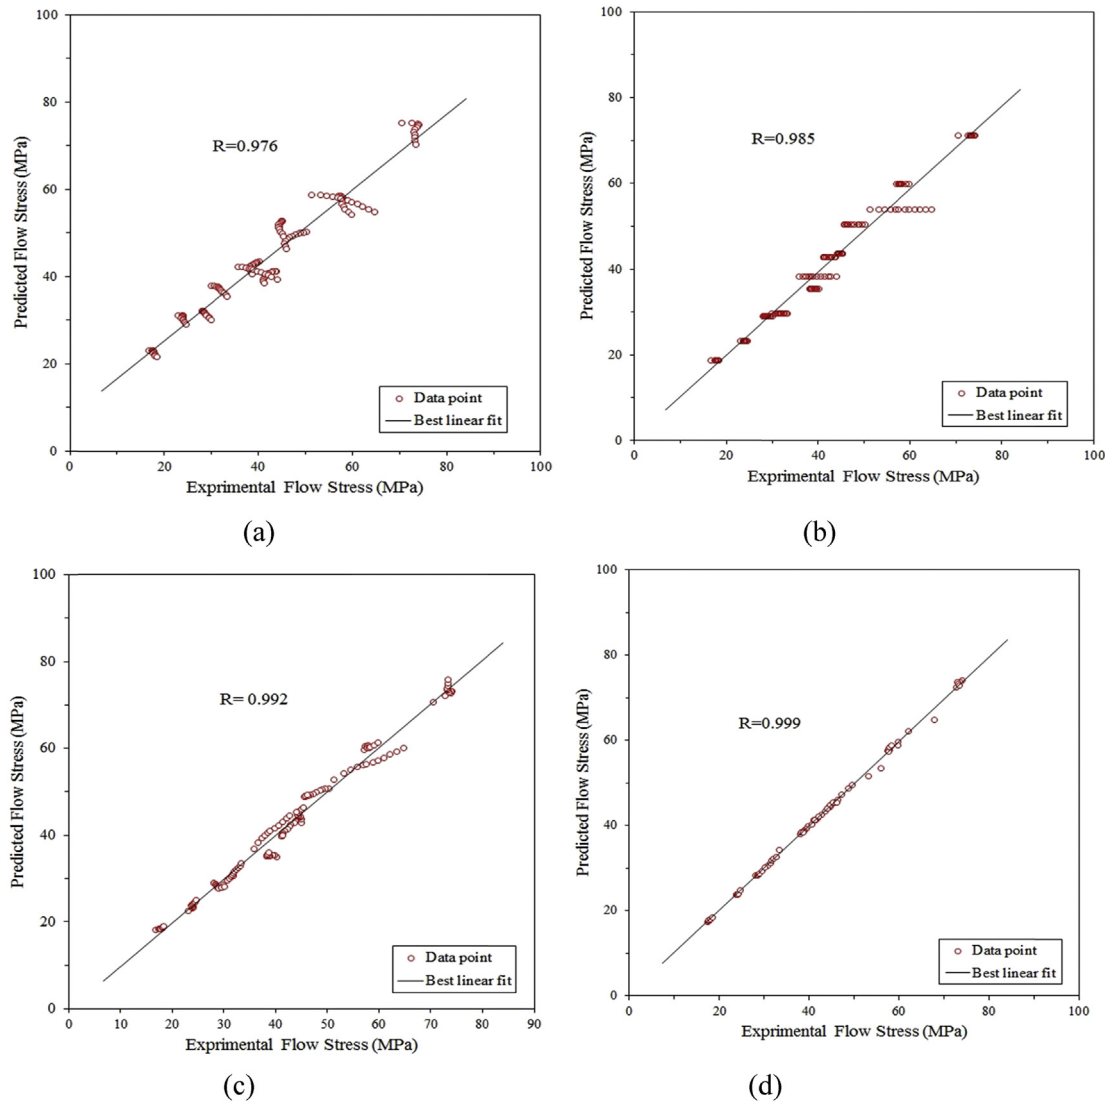 100
80
60
40
20
0
Predicted Flow Stress (MPa)
R=0.976
Data point
Best linear fit
0 20 40 60 80 100
Exprimental Flow Stress (MPa)
(a)
100
80
60
40
20
0
Predicted Flow Stress (MPa)
R=0.985
Data point
Best linear fit
0 20 40 60 80 100
Exprimental Flow Stress (MPa)
(b)
100
80
60
40
20
0
Predicted Flow Stress (MPa)
R= 0.992
Data point
Best linear fit
0 10 20 30 40 50 60 70 80 90
Exprimental Flow Stress (MPa)
(c)
100
80
60
40
20
0
Predicted Flow Stress (MPa)
R=0.999
Data point
Best linear fit
0 20 40 60 80 100
Exprimental Flow Stress (MPa)
(d)